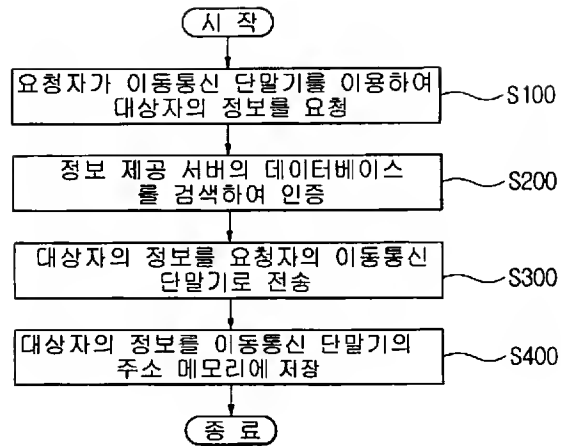 시 작
요청자가 이동통신 단말기를 이용하여
대상자의 정보를 요청
S100
정보 제공 서버의 데이터베이스
를 검색하여 인증
S200
대상자의 정보를 요청자의 이동통신
단말기로 전송
S300
대상자의 정보를 이동통신 단말기의
주소 메모리에 저장
S400
종 료